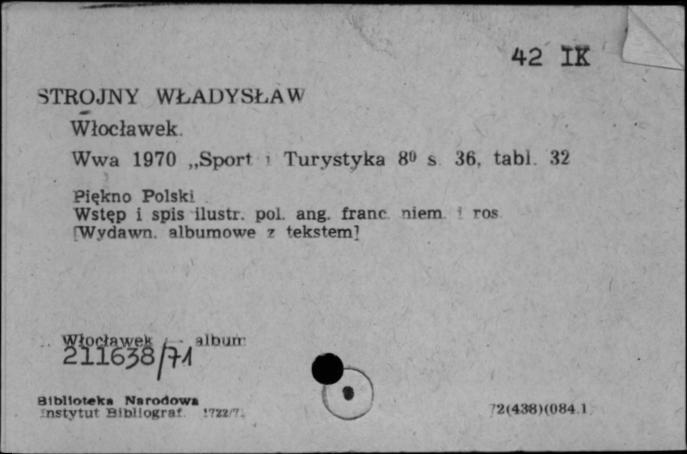 42 IK
STROJNY WŁADYSŁAW
Włocławek.
Wwa 1970 „Sport i Turystyka 8⁰ s. 36, tabl. 32
Piękno Polski
Wstęp i spis ilustr. pol. ang. franc. niem. i ros.
[Wydawn. albumowe z tekstem]
Włocławek — album
211638/71
Biblioteka Narodowa
Instytut Bibliograf.
72(438)(084.1